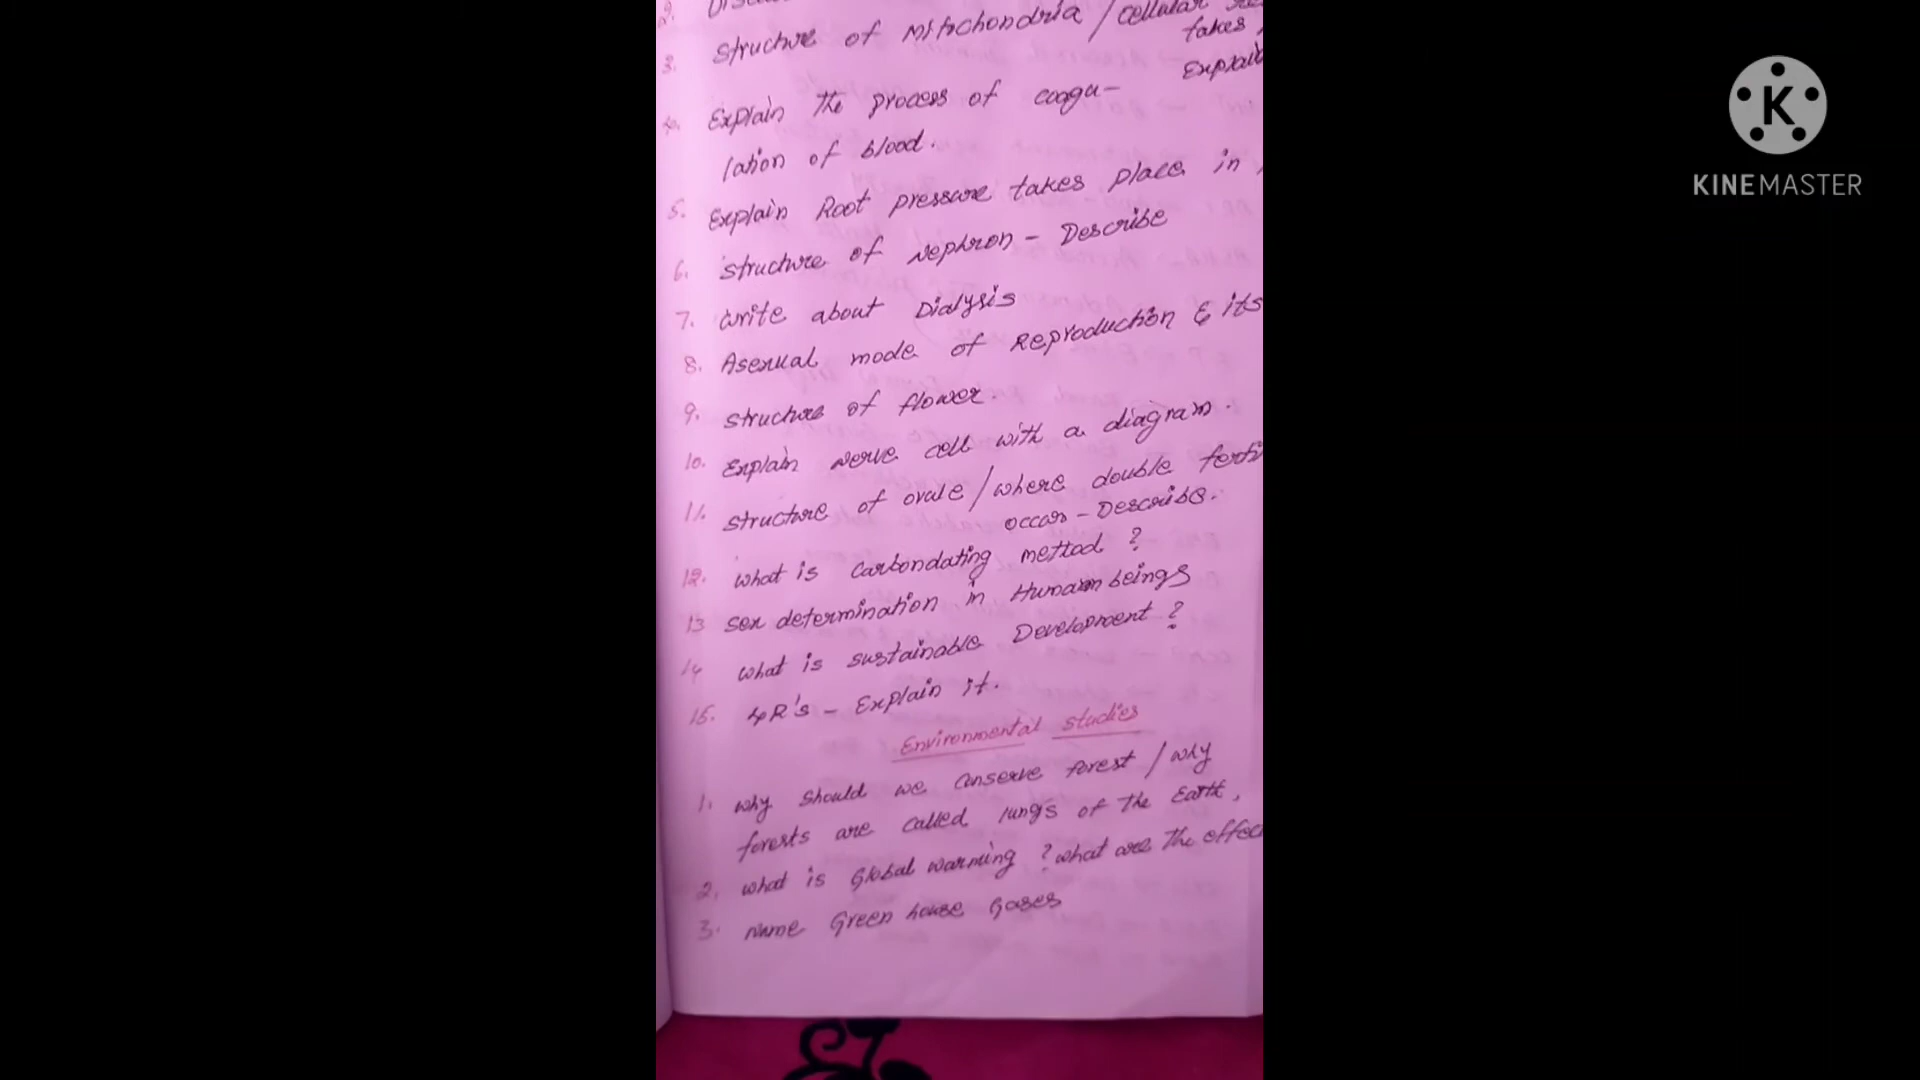 2.
3. structure of Mitochondria / cellular
takes
Explain
4. Explain the process of coagu-
lation of blood.
5. Explain Root pressure takes place in
6. structure of Nephron - Describe
7. write about Dialysis
8. Asexual mode of Reproduction & its
9. structure of flower.
10. Explain nerve cell with a diagram.
11. structure of ovule / where double ferti
occurs - Describe.
12. what is Carbondating method ?
13 sex determination in Human beings
14 what is sustainable Development ?
15. 4R's - Explain it.
Environmental studies
1. why should we conserve forest / why
forests are called lungs of the Earth,
2. what is Global warming ? what are the effec
3. Name Green house Gases
K
KINEMASTER